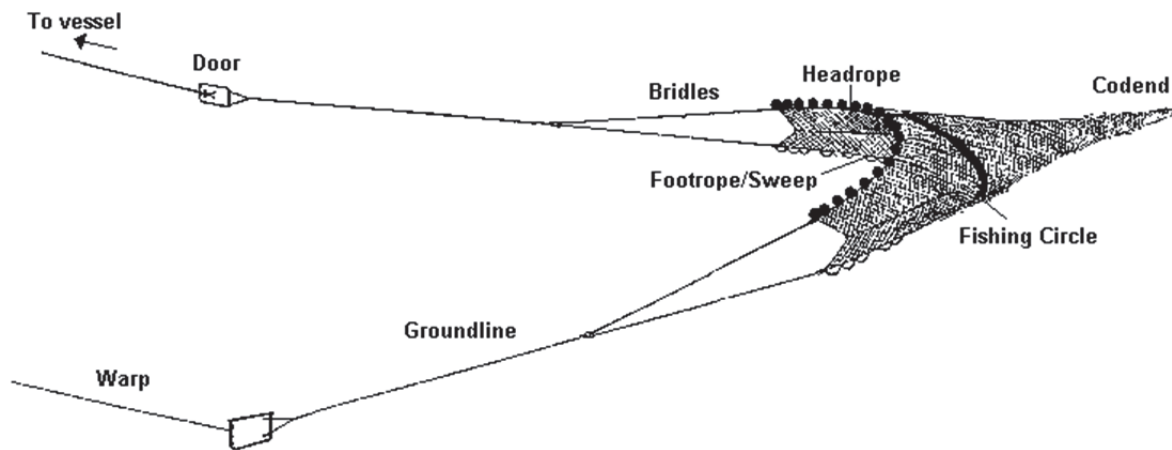 To vessel
Door
Headrope
Bridles
Codend
Footrope/Sweep
Fishing Circle
Groundline
Warp